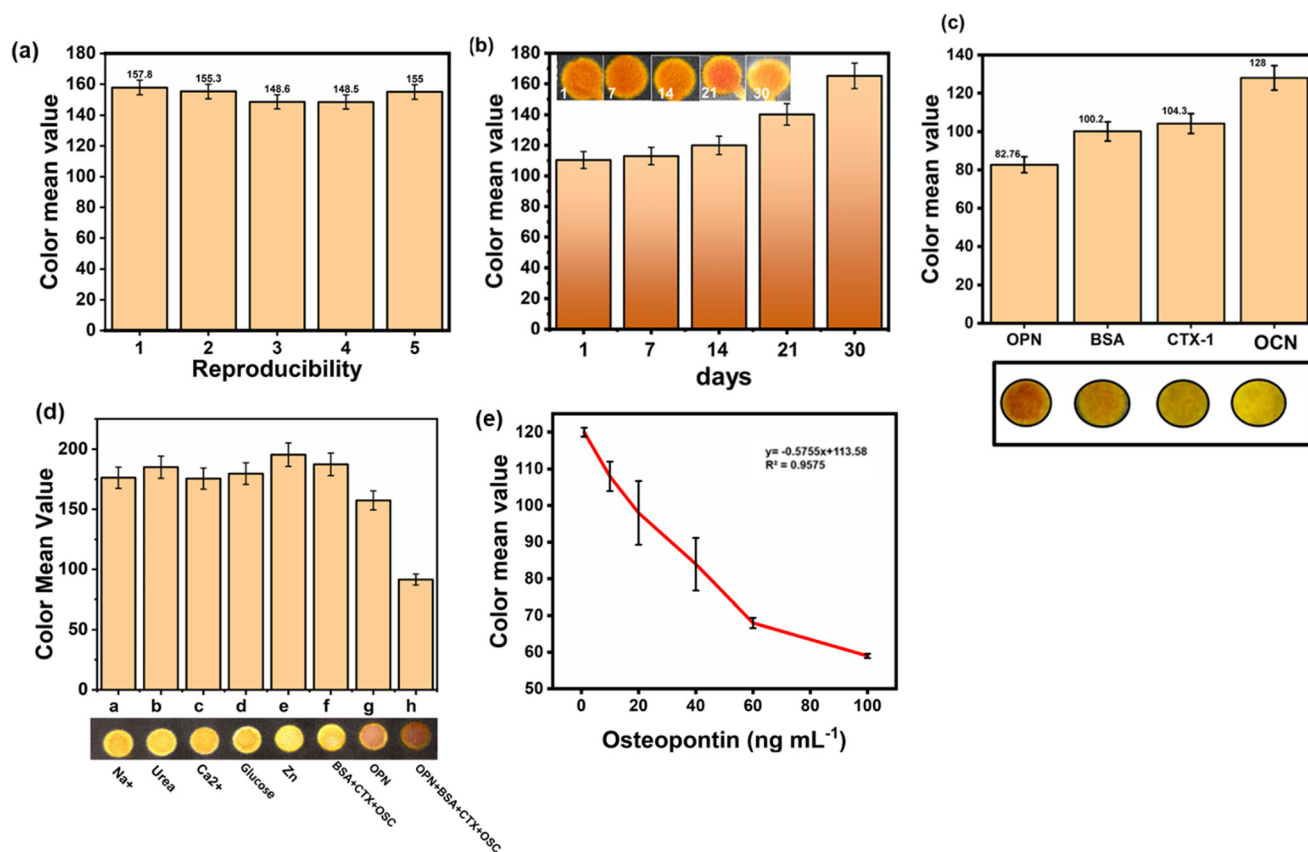 (a)
180
160
140
120
100
80
60
40
20
0
Color mean value
157.8
155.3
148.6
148.5
155
1 2 3 4 5
Reproducibility
(b)
180
160
140
120
100
80
60
40
20
0
Color mean value
1 7 14 21 30
1 7 14 21 30
days
(c)
140
120
100
80
60
40
20
0
Color mean value
82.76
100.2
104.3
128
OPN BSA CTX-1 OCN
(d)
200
150
100
50
0
Color Mean Value
a b c d e f g h
Na+
Urea
Ca2+
Glucose
Zn
BSA+CTX+OSC
OPN
OPN+BSA+CTX+OSC
(e)
120
110
100
90
80
70
60
50
Color mean value
y= -0.5755x+113.58
R² = 0.9575
0 20 40 60 80 100
Osteopontin (ng mL⁻¹)